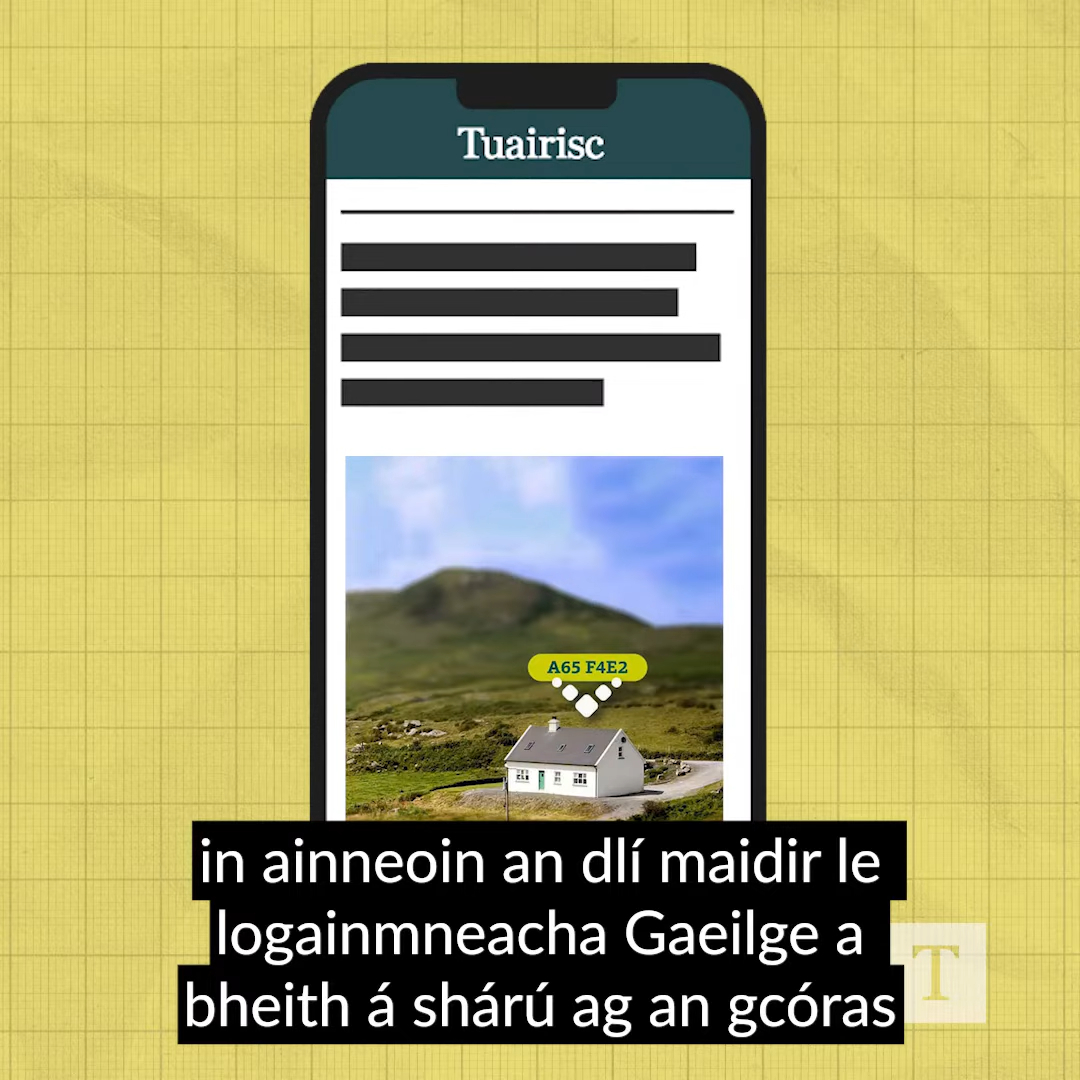 Tuairisc
A65 F4E2
in ainneoin an dlí maidir le
logainmneacha Gaeilge a
bheith á shárú ag an gcóras
T